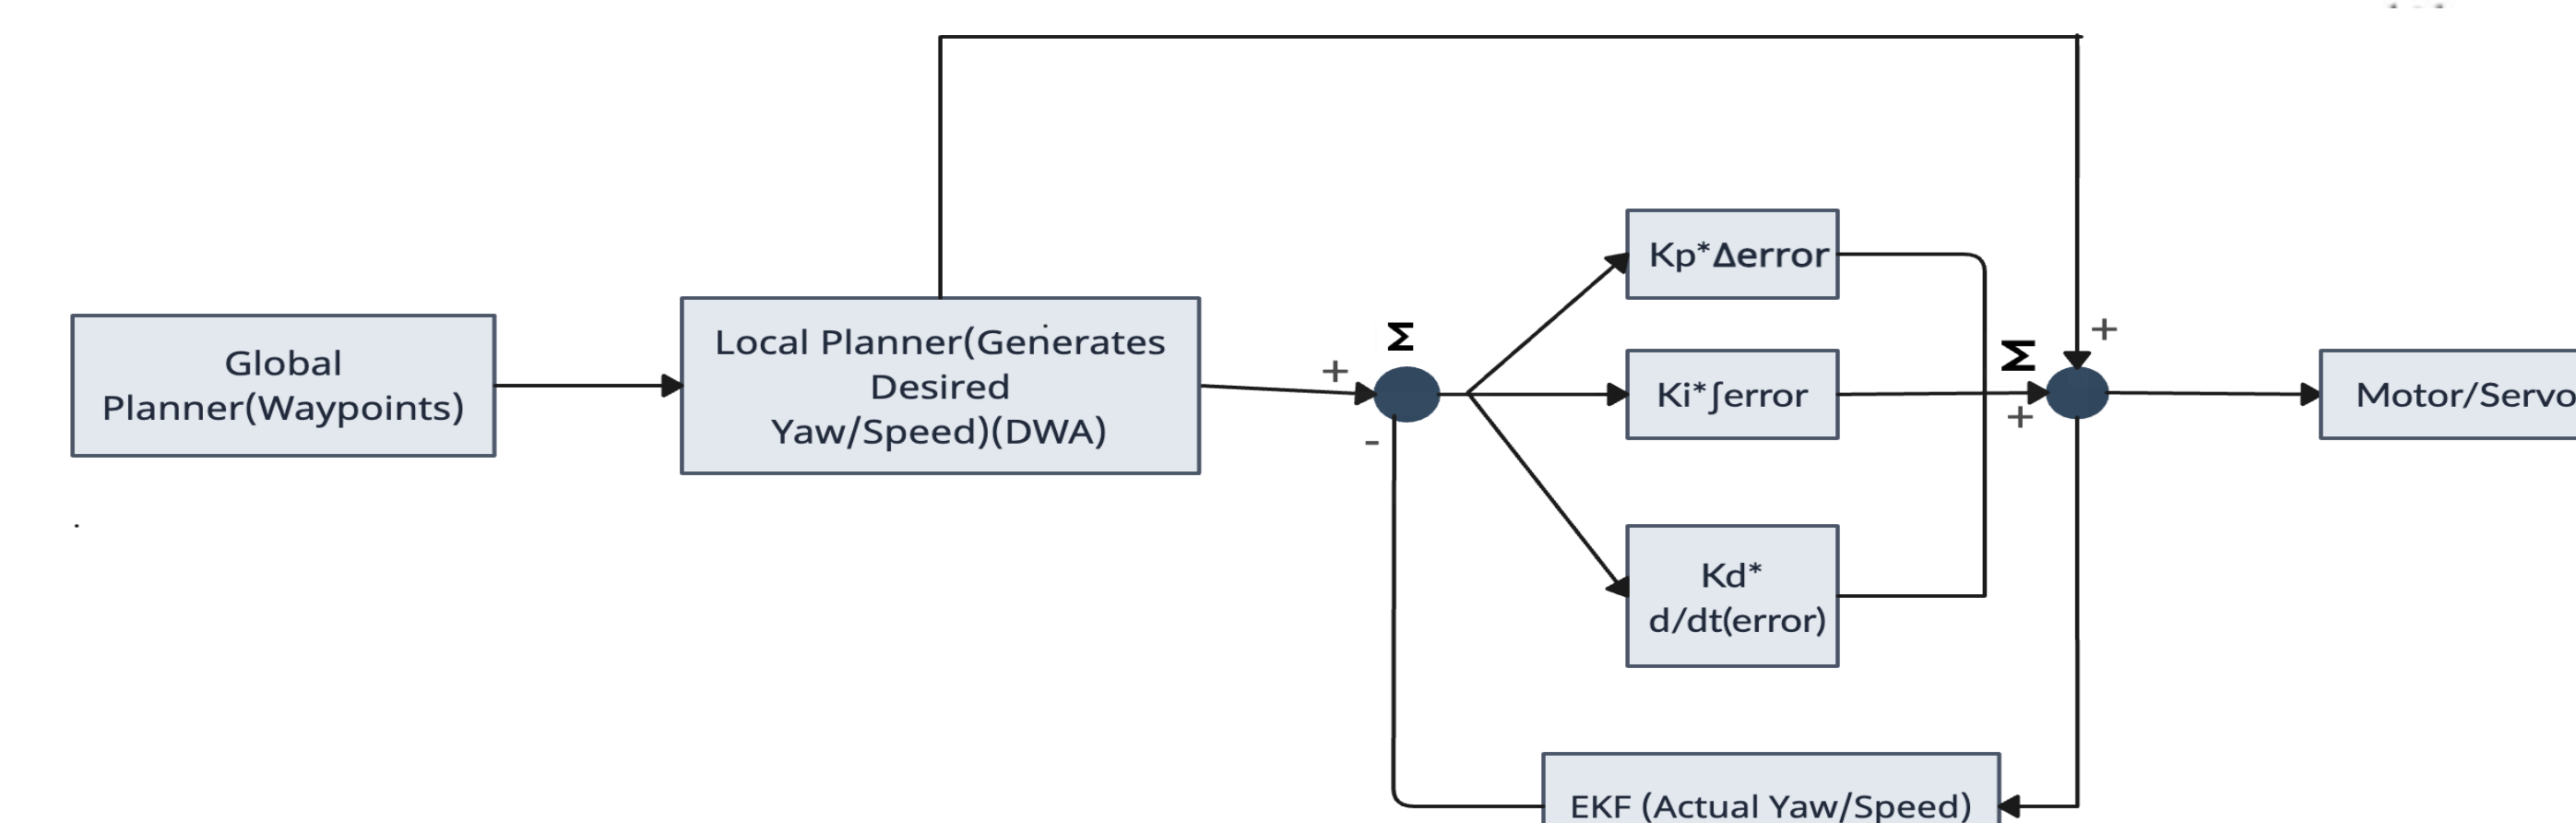 Global
Planner(Waypoints)
Local Planner(Generates
Desired
Yaw/Speed)(DWA)
Σ
+
-
Kp*Δerror
Ki*∫error
Kd*
d/dt(error)
Σ
+
+
Motor/Servo
EKF (Actual Yaw/Speed)